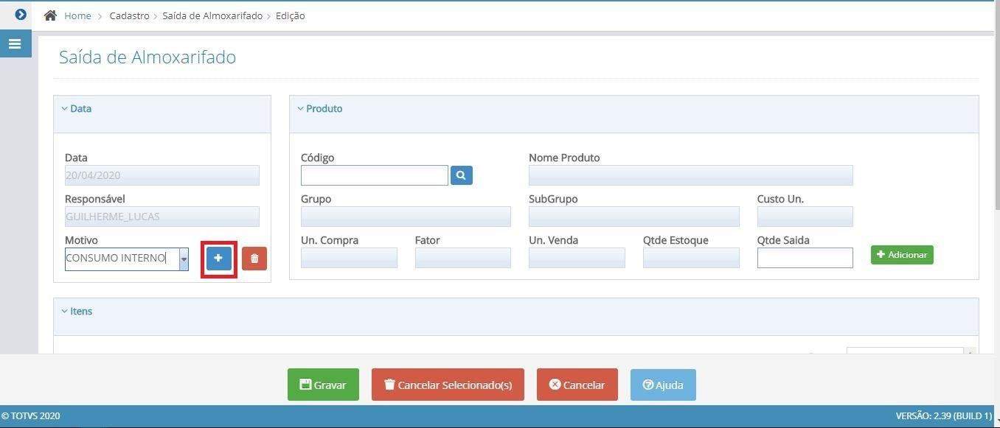 Home > Cadastro > Saída de Almoxarifado > Edição
Saída de Almoxarifado
Data
Data
20/04/2020
Responsável
GUILHERME_LUCAS
Motivo
CONSUMO INTERNO
Produto
Código
Nome Produto
Grupo
SubGrupo
Custo Un.
Un. Compra
Fator
Un. Venda
Qtde Estoque
Qtde Saida
Adicionar
Itens
Gravar
Cancelar Selecionado(s)
Cancelar
Ajuda
© TOTVS 2020
VERSÃO: 2.39 (BUILD 1)